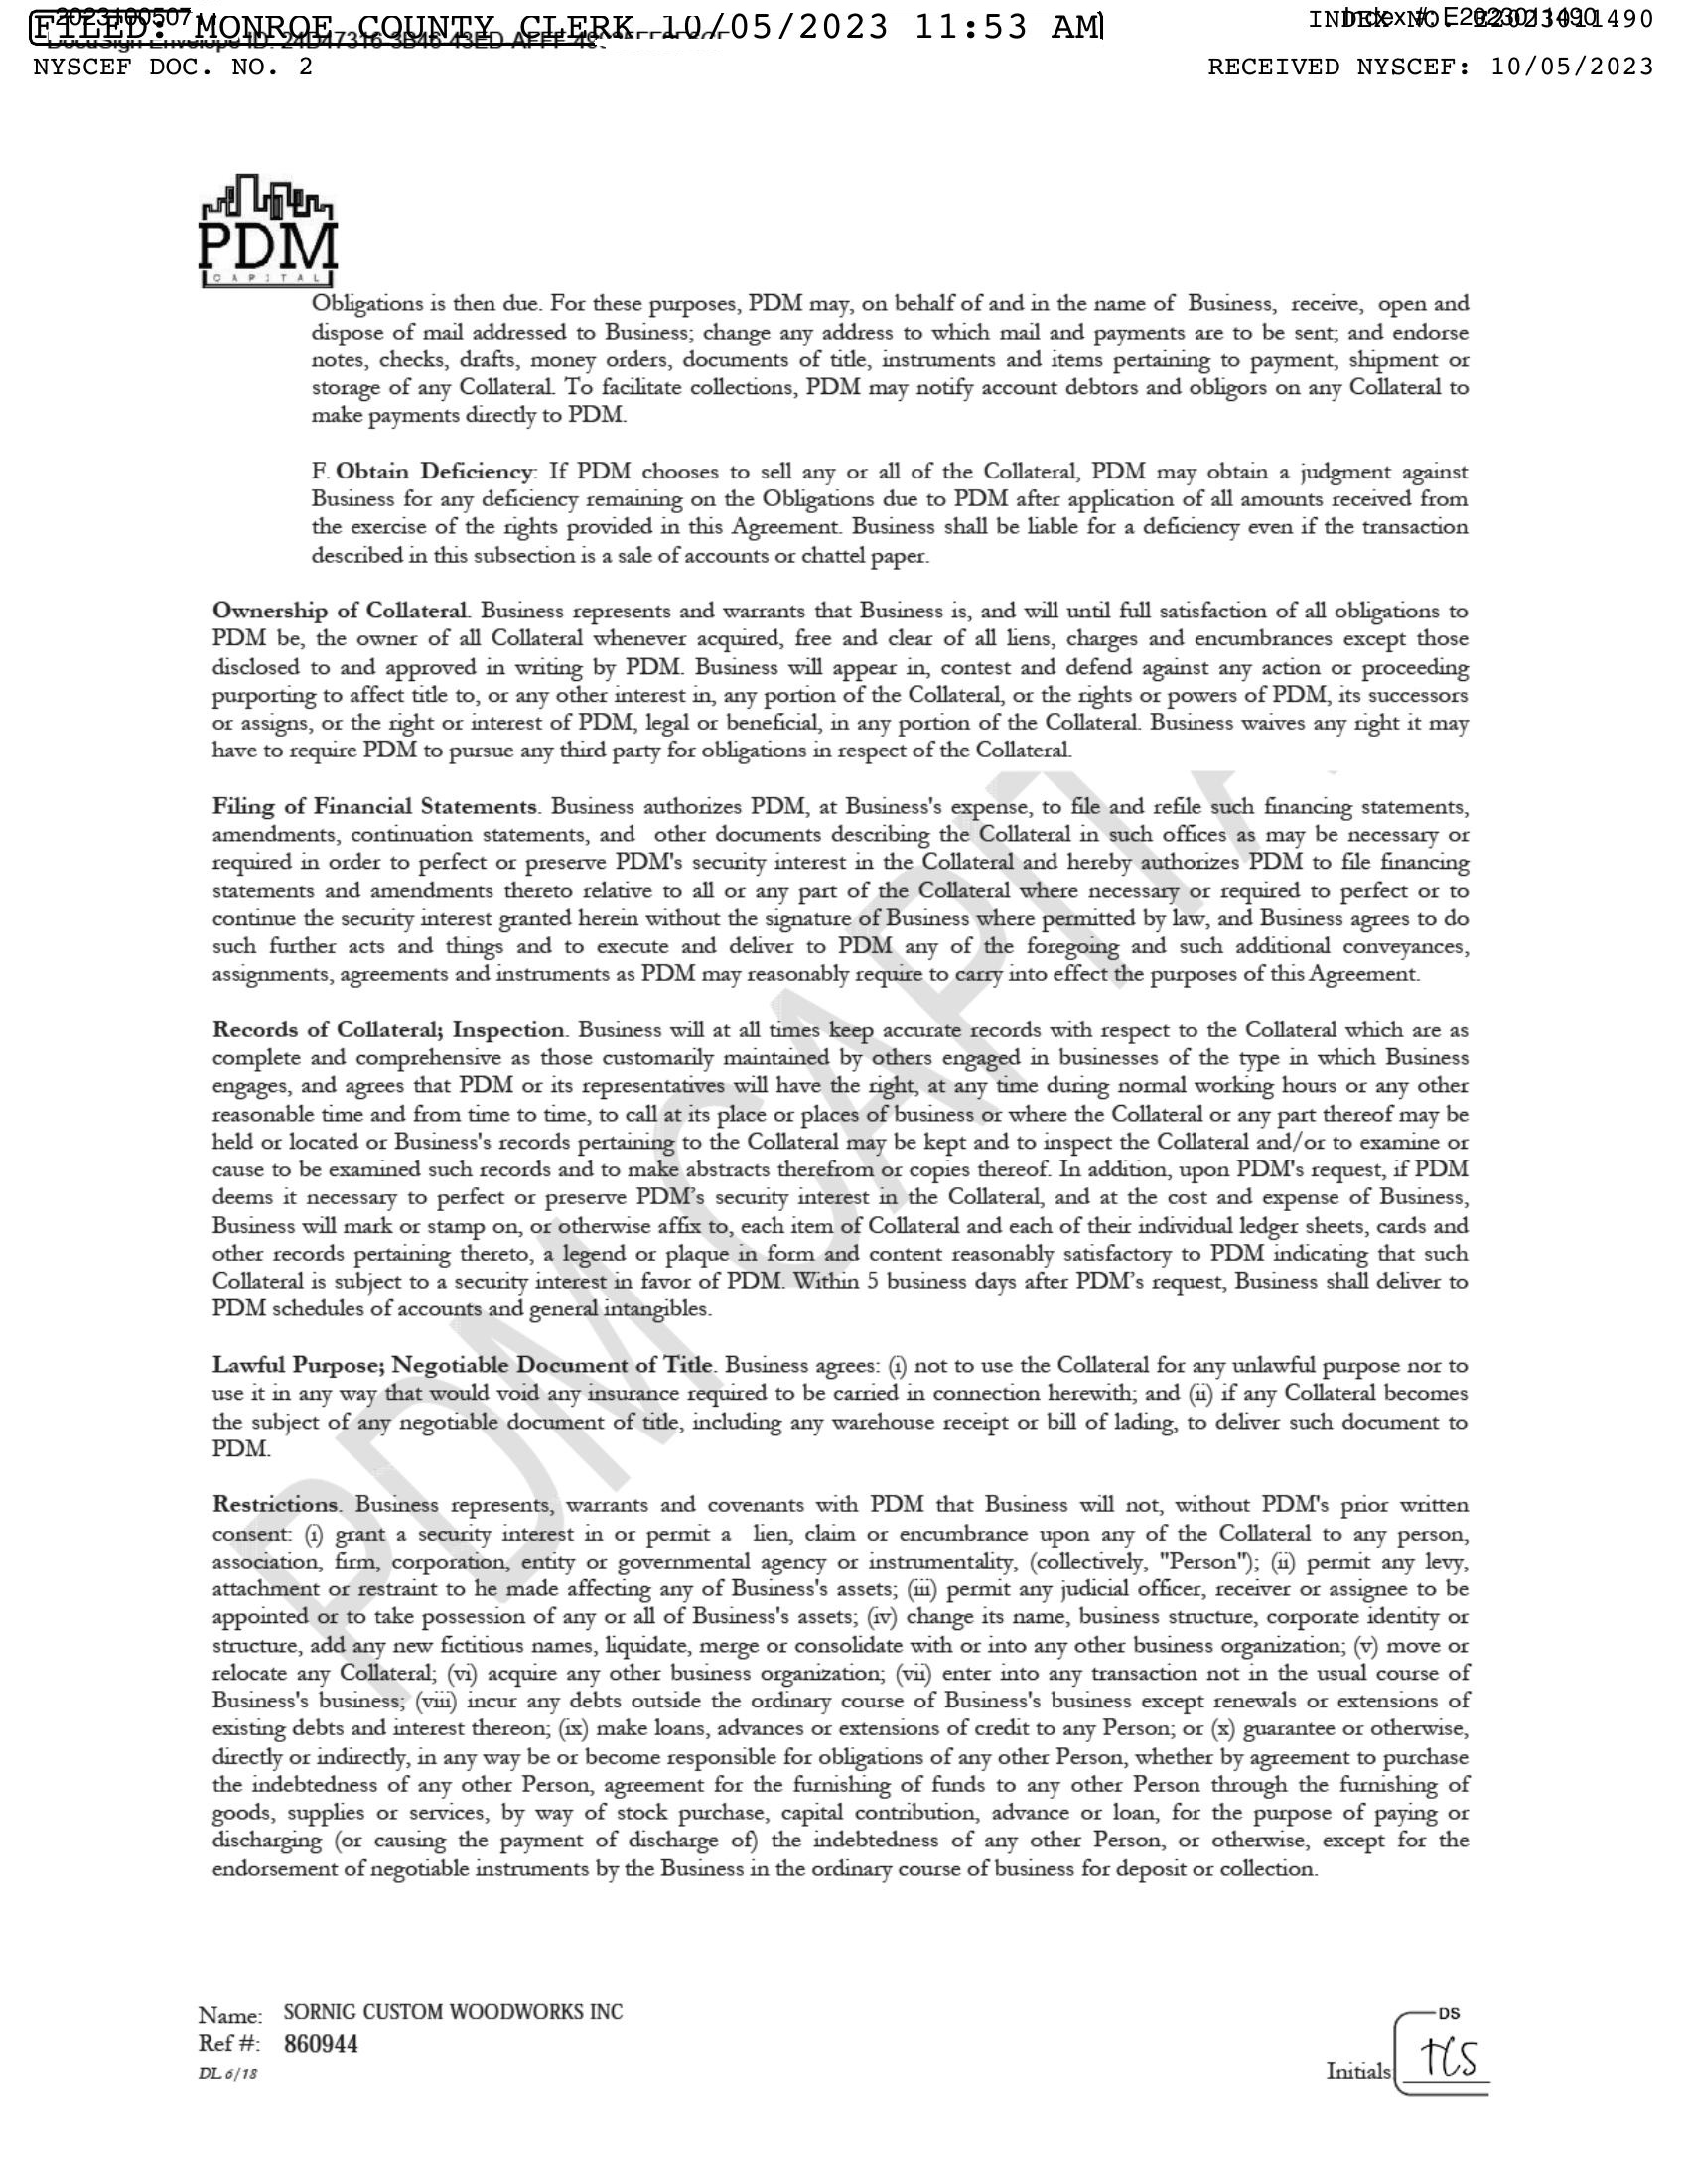 FILED: MONROE COUNTY CLERK 10/05/2023 11:53 AM
INDEX NO. E2023011490
202310050
Index #: E2023011490
NYSCEF DOC. NO. 2
RECEIVED NYSCEF: 10/05/2023
PDM
CAPITAL
Obligations is then due. For these purposes, PDM may, on behalf of and in the name of Business, receive, open and
dispose of mail addressed to Business; change any address to which mail and payments are to be sent; and endorse
notes, checks, drafts, money orders, documents of title, instruments and items pertaining to payment, shipment or
storage of any Collateral. To facilitate collections, PDM may notify account debtors and obligors on any Collateral to
make payments directly to PDM.
F. Obtain Deficiency: If PDM chooses to sell any or all of the Collateral, PDM may obtain a judgment against
Business for any deficiency remaining on the Obligations due to PDM after application of all amounts received from
the exercise of the rights provided in this Agreement. Business shall be liable for a deficiency even if the transaction
described in this subsection is a sale of accounts or chattel paper.
Ownership of Collateral. Business represents and warrants that Business is, and will until full satisfaction of all obligations to
PDM be, the owner of all Collateral whenever acquired, free and clear of all liens, charges and encumbrances except those
disclosed to and approved in writing by PDM. Business will appear in, contest and defend against any action or proceeding
purporting to affect title to, or any other interest in, any portion of the Collateral, or the rights or powers of PDM, its successors
or assigns, or the right or interest of PDM, legal or beneficial, in any portion of the Collateral. Business waives any right it may
have to require PDM to pursue any third party for obligations in respect of the Collateral.
Filing of Financial Statements. Business authorizes PDM, at Business's expense, to file and refile such financing statements,
amendments, continuation statements, and other documents describing the Collateral in such offices as may be necessary or
required in order to perfect or preserve PDM's security interest in the Collateral and hereby authorizes PDM to file financing
statements and amendments thereto relative to all or any part of the Collateral where necessary or required to perfect or to
continue the security interest granted herein without the signature of Business where permitted by law, and Business agrees to do
such further acts and things and to execute and deliver to PDM any of the foregoing and such additional conveyances,
assignments, agreements and instruments as PDM may reasonably require to carry into effect the purposes of this Agreement.
Records of Collateral; Inspection. Business will at all times keep accurate records with respect to the Collateral which are as
complete and comprehensive as those customarily maintained by others engaged in businesses of the type in which Business
engages, and agrees that PDM or its representatives will have the right, at any time during normal working hours or any other
reasonable time and from time to time, to call at its place or places of business or where the Collateral or any part thereof may be
held or located or Business's records pertaining to the Collateral may be kept and to inspect the Collateral and/or to examine or
cause to be examined such records and to make abstracts therefrom or copies thereof. In addition, upon PDM's request, if PDM
deems it necessary to perfect or preserve PDM’s security interest in the Collateral, and at the cost and expense of Business,
Business will mark or stamp on, or otherwise affix to, each item of Collateral and each of their individual ledger sheets, cards and
other records pertaining thereto, a legend or plaque in form and content reasonably satisfactory to PDM indicating that such
Collateral is subject to a security interest in favor of PDM. Within 5 business days after PDM’s request, Business shall deliver to
PDM schedules of accounts and general intangibles.
Lawful Purpose; Negotiable Document of Title. Business agrees: (i) not to use the Collateral for any unlawful purpose nor to
use it in any way that would void any insurance required to be carried in connection herewith; and (ii) if any Collateral becomes
the subject of any negotiable document of title, including any warehouse receipt or bill of lading, to deliver such document to
PDM.
Restrictions. Business represents, warrants and covenants with PDM that Business will not, without PDM's prior written
consent: (i) grant a security interest in or permit a lien, claim or encumbrance upon any of the Collateral to any person,
association, firm, corporation, entity or governmental agency or instrumentality, (collectively, "Person"); (ii) permit any levy,
attachment or restraint to he made affecting any of Business's assets; (iii) permit any judicial officer, receiver or assignee to be
appointed or to take possession of any or all of Business's assets; (iv) change its name, business structure, corporate identity or
structure, add any new fictitious names, liquidate, merge or consolidate with or into any other business organization; (v) move or
relocate any Collateral; (vi) acquire any other business organization; (vii) enter into any transaction not in the usual course of
Business's business; (viii) incur any debts outside the ordinary course of Business's business except renewals or extensions of
existing debts and interest thereon; (ix) make loans, advances or extensions of credit to any Person; or (x) guarantee or otherwise,
directly or indirectly, in any way be or become responsible for obligations of any other Person, whether by agreement to purchase
the indebtedness of any other Person, agreement for the furnishing of funds to any other Person through the furnishing of
goods, supplies or services, by way of stock purchase, capital contribution, advance or loan, for the purpose of paying or
discharging (or causing the payment of discharge of) the indebtedness of any other Person, or otherwise, except for the
endorsement of negotiable instruments by the Business in the ordinary course of business for deposit or collection.
Name: SORNIG CUSTOM WOODWORKS INC
Ref #: 860944
DL 6/18
DS
Initials
TCS